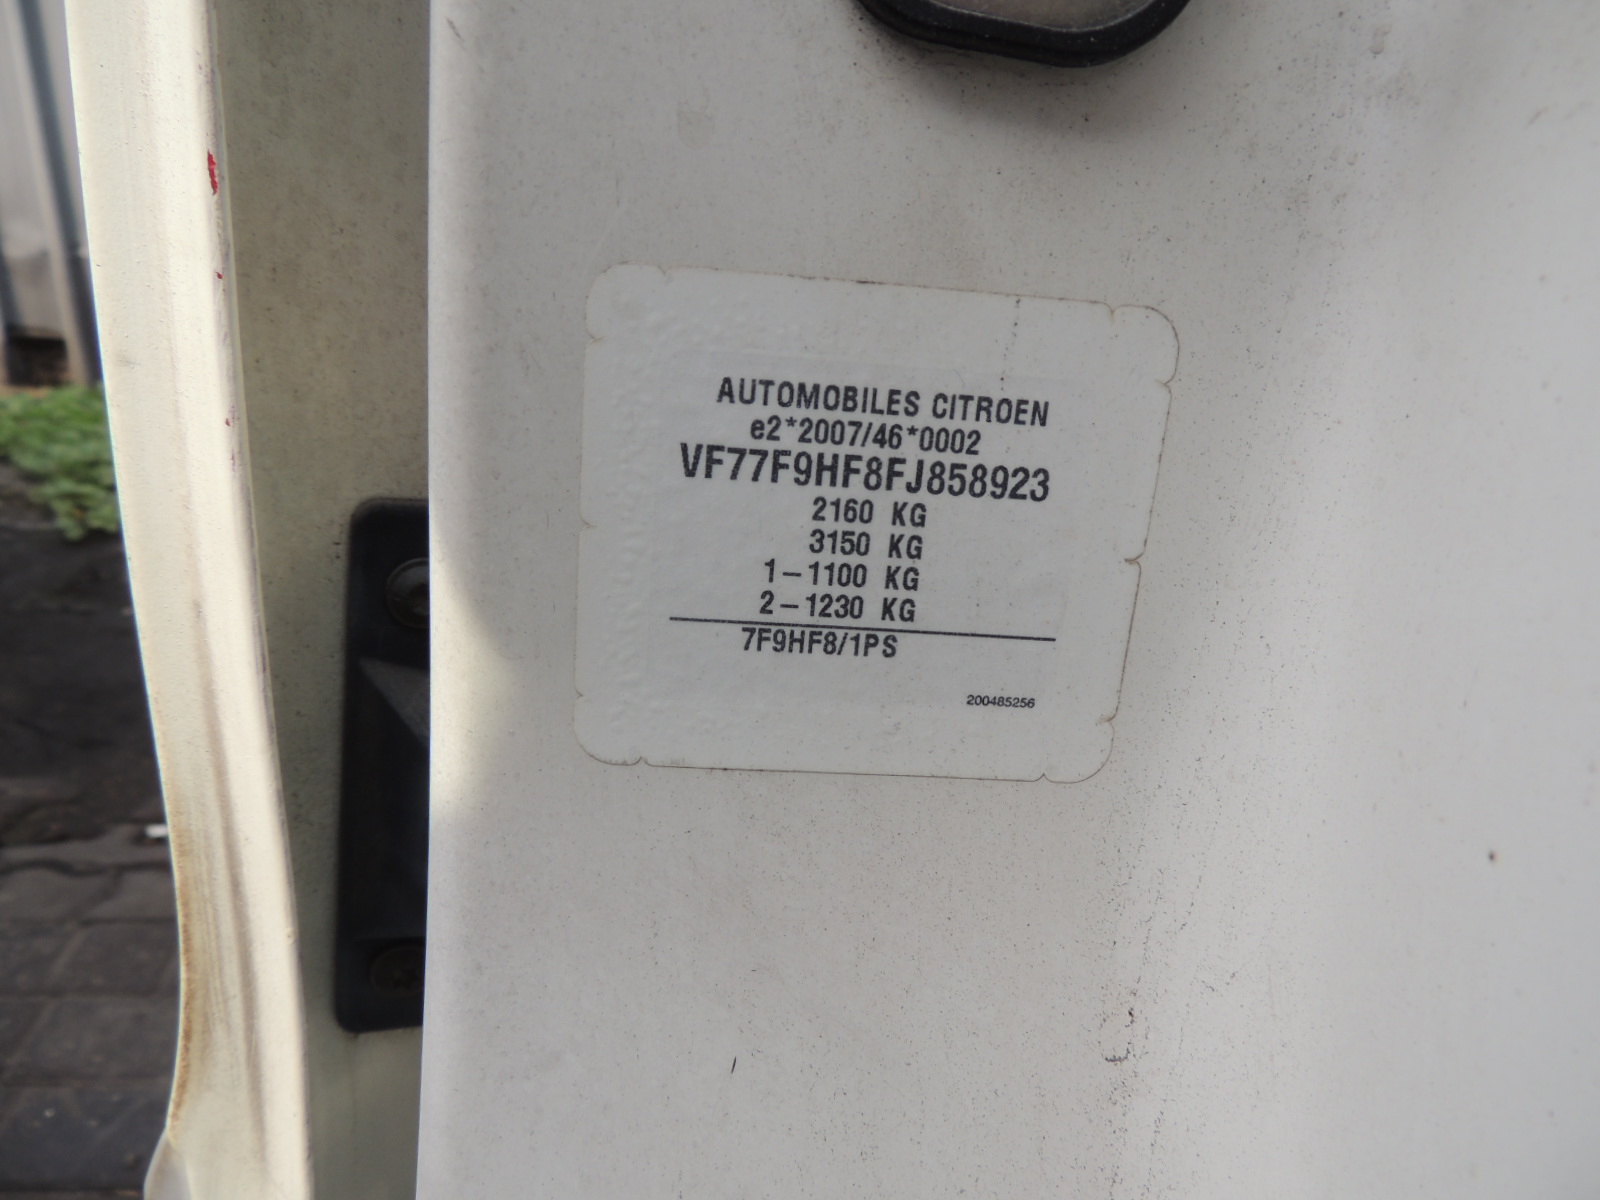 AUTOMOBILES CITROEN
e2*2007/46*0002
VF77F9HF8FJ858923
2160 KG
3150 KG
1-1100 KG
2-1230 KG
7F9HF8/1PS
200485256